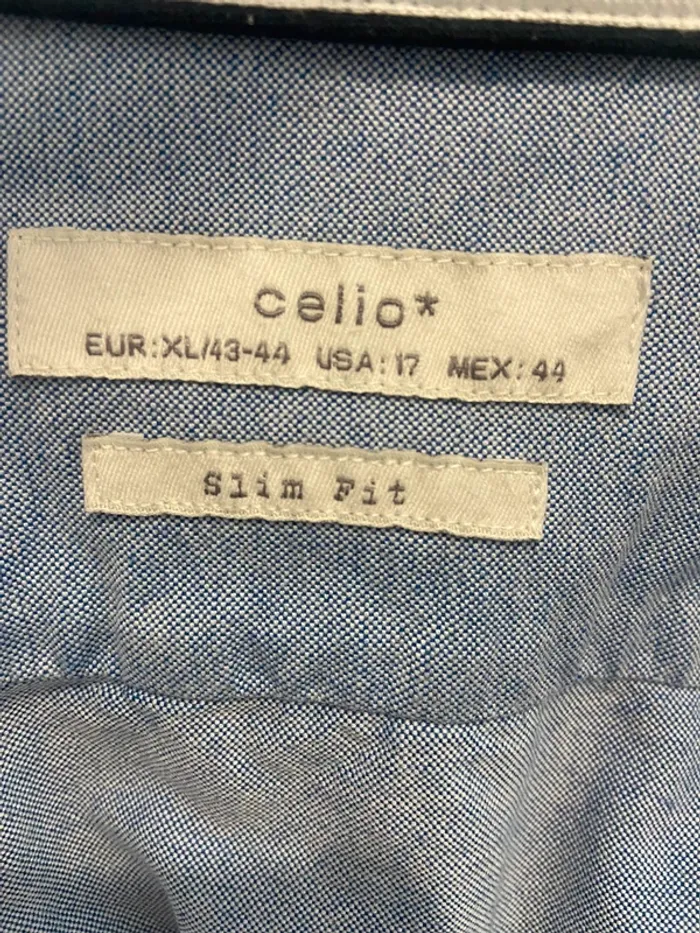 celio*
EUR:XL/43-44 USA:17 MEX:44
Slim Fit